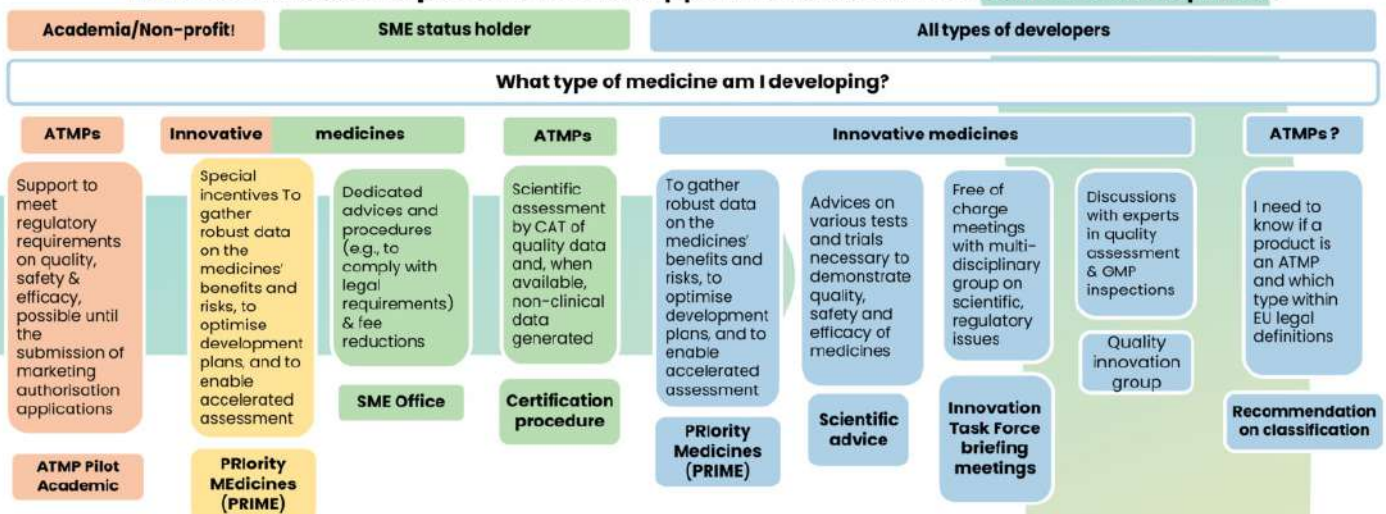 Academia/Non-profit!
SME status holder
All types of developers
What type of medicine am I developing?
ATMPs
Innovative medicines
ATMPs
Innovative medicines
ATMPs ?
Support to
meet
regulatory
requirements
on quality,
safety &
efficacy,
possible until
the
submission of
marketing
authorisation
applications
ATMP Pilot
Academic
Special
incentives To
gather
robust data
on the
medicines'
benefits and
risks, to
optimise
development
plans, and to
enable
accelerated
assessment
PRIority
MEdicines
(PRIME)
Dedicated
advices and
procedures
(e.g., to
comply with
legal
requirements)
& fee
reductions
SME Office
Scientific
assessment
by CAT of
quality data
and, when
available,
non-clinical
data
generated
Certification
procedure
To gather
robust data
on the
medicines'
benefits and
risks, to
optimise
development
plans, and to
enable
accelerated
assessment
PRIority
Medicines
(PRIME)
Advices on
various tests
and trials
necessary to
demonstrate
quality,
safety and
efficacy of
medicines
Scientific
advice
Free of
charge
meetings
with multi-
disciplinary
group on
scientific,
regulatory
issues
Innovation
Task Force
briefing
meetings
Discussions
with experts
in quality
assessment
& GMP
inspections
Quality
innovation
group
I need to
know if a
product is
an ATMP
and which
type within
EU legal
definitions
Recommendation
on classification